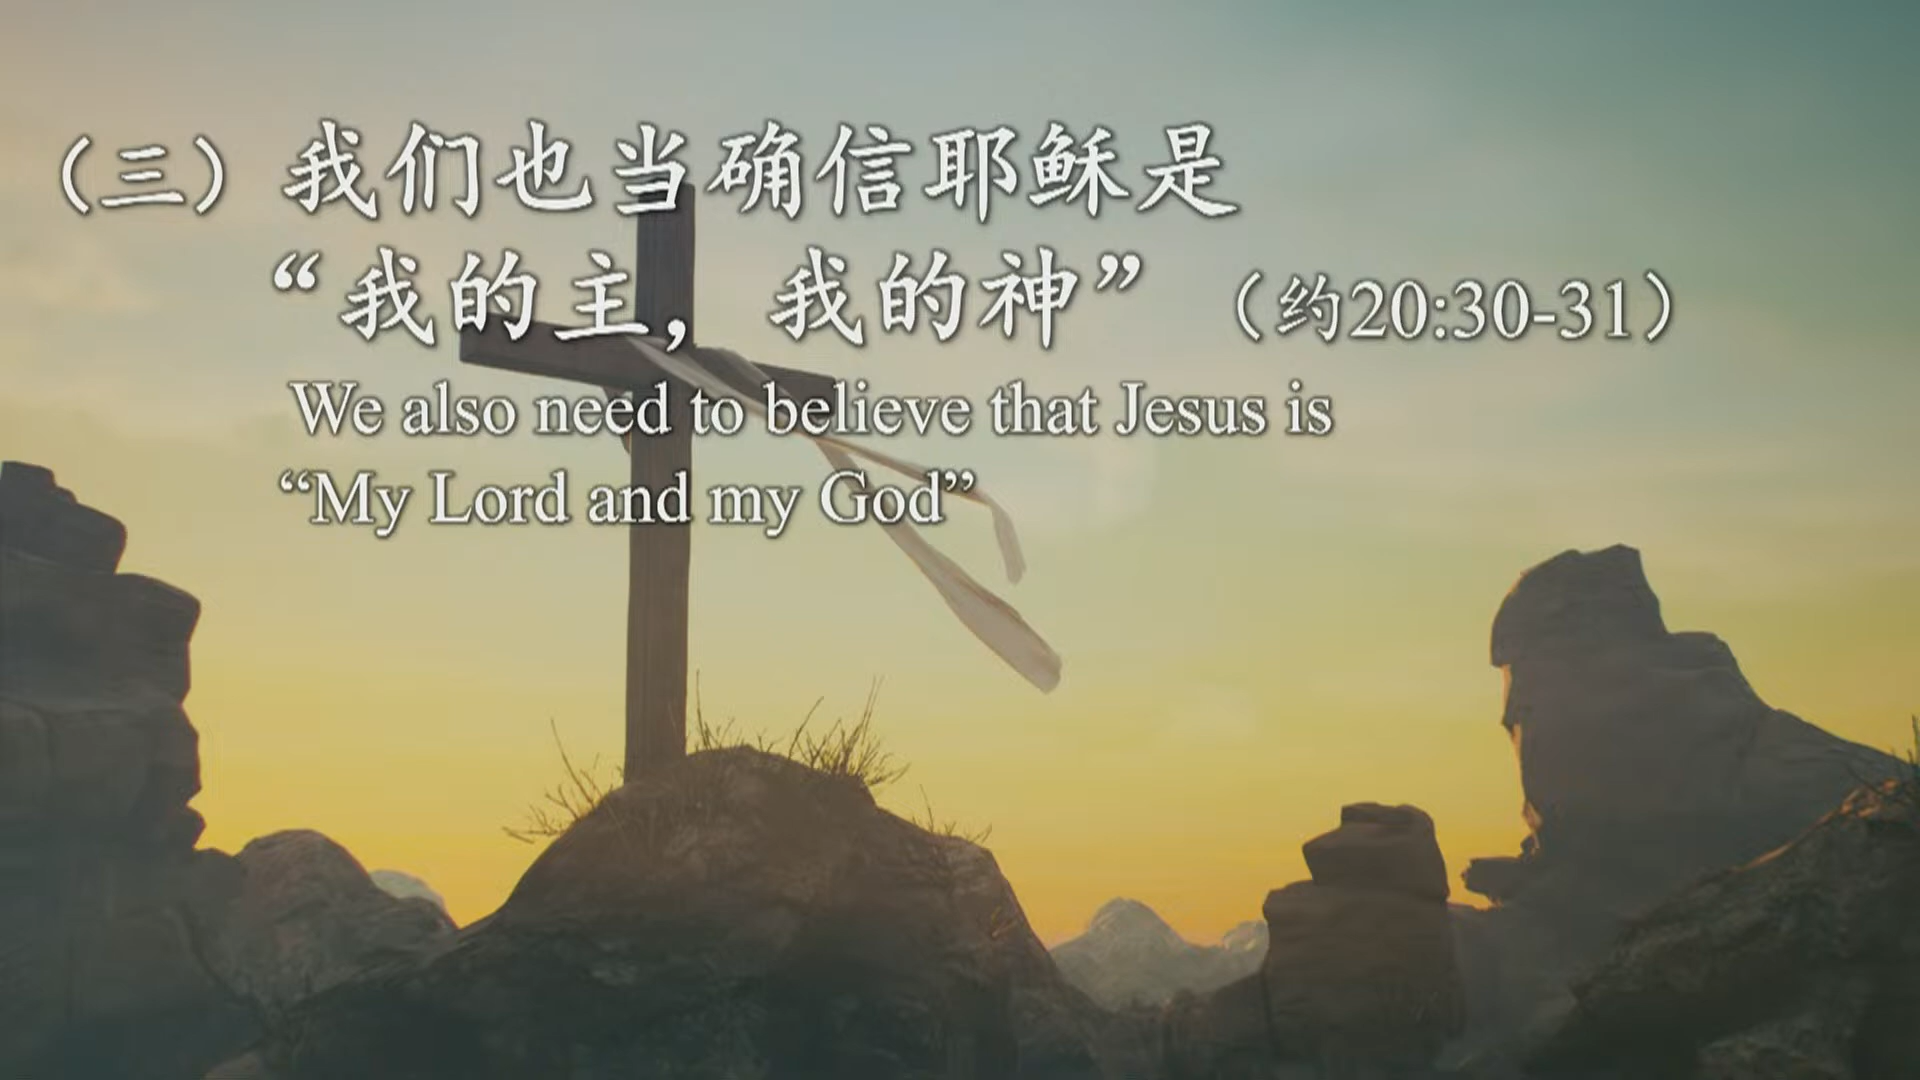 （三）我们也当确信耶稣是
“我的主，我的神”（约20:30-31）
We also need to believe that Jesus is
“My Lord and my God”